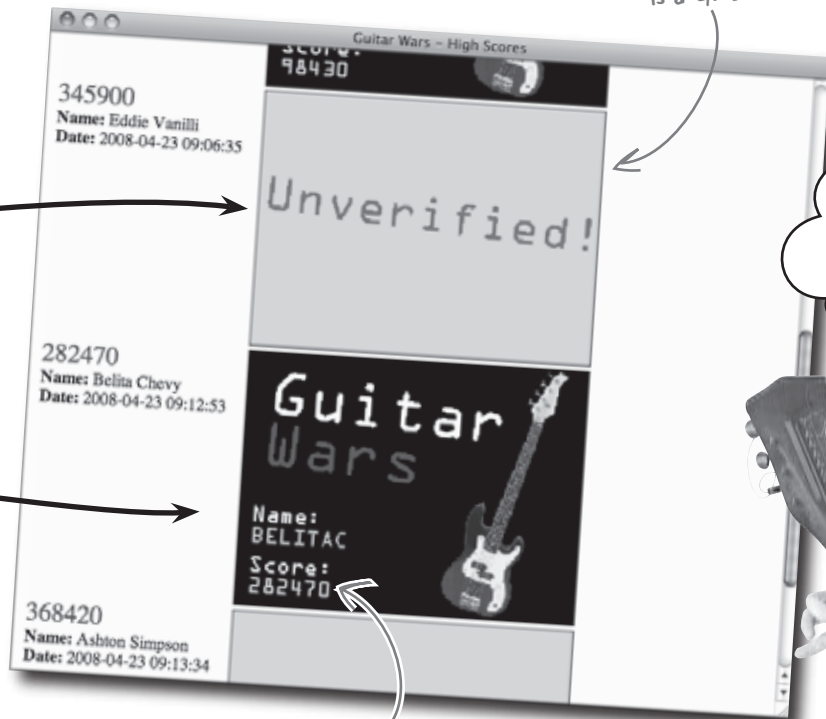 is a
Guitar Wars - High Scores
Score:
98430
345900
Name: Eddie Vanilli
Date: 2008-04-23 09:06:35
Unverified!
282470
Name: Belita Chevy
Date: 2008-04-23 09:12:53
Guitar
Wars
Name:
BELITAC
Score:
282470
368420
Name: Ashton Simpson
Date: 2008-04-23 09:13:34